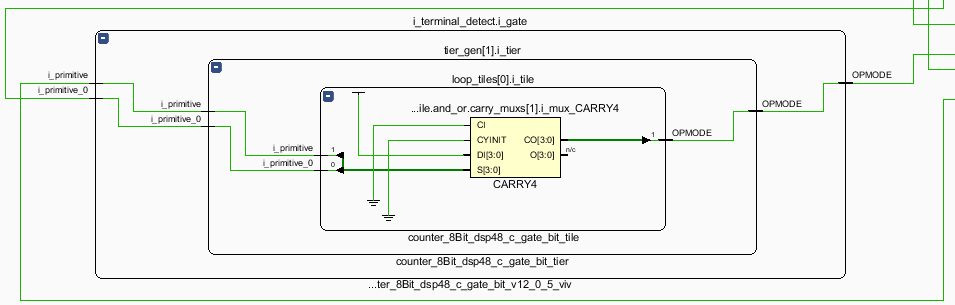 i_terminal_detect.i_gate
tier_gen[1].i_tier
loop_tiles[0].i_tile
...ile.and_or.carry_muxs[1].i_mux_CARRY4
i_primitive
i_primitive_0
OPMODE
i_primitive
i_primitive_0
OPMODE
i_primitive
1
i_primitive_0
0
CI
CYINIT
DI[3:0]
S[3:0]
CO[3:0]
O[3:0]
n/c
1
OPMODE
CARRY4
counter_8Bit_dsp48_c_gate_bit_tile
counter_8Bit_dsp48_c_gate_bit_tier
...ter_8Bit_dsp48_c_gate_bit_v12_0_5_viv